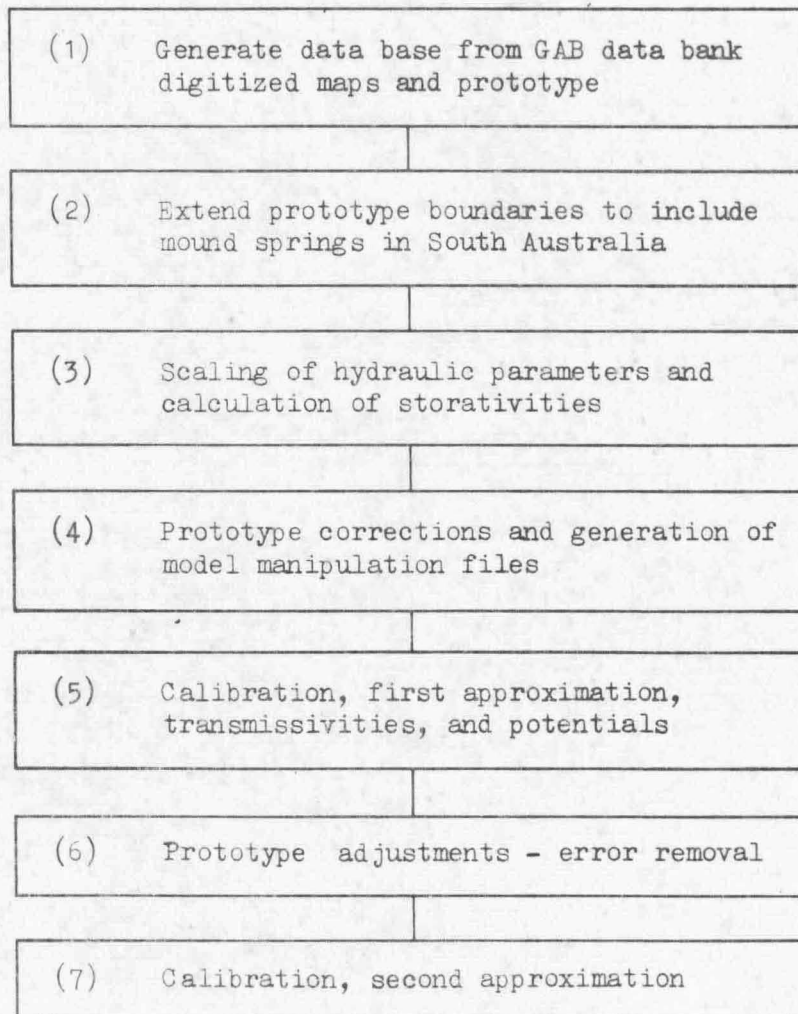 (1) Generate data base from GAB data bank
digitized maps and prototype
(2) Extend prototype boundaries to include
mound springs in South Australia
(3) Scaling of hydraulic parameters and
calculation of storativities
(4) Prototype corrections and generation of
model manipulation files
(5) Calibration, first approximation,
transmissivities, and potentials
(6) Prototype adjustments - error removal
(7) Calibration, second approximation